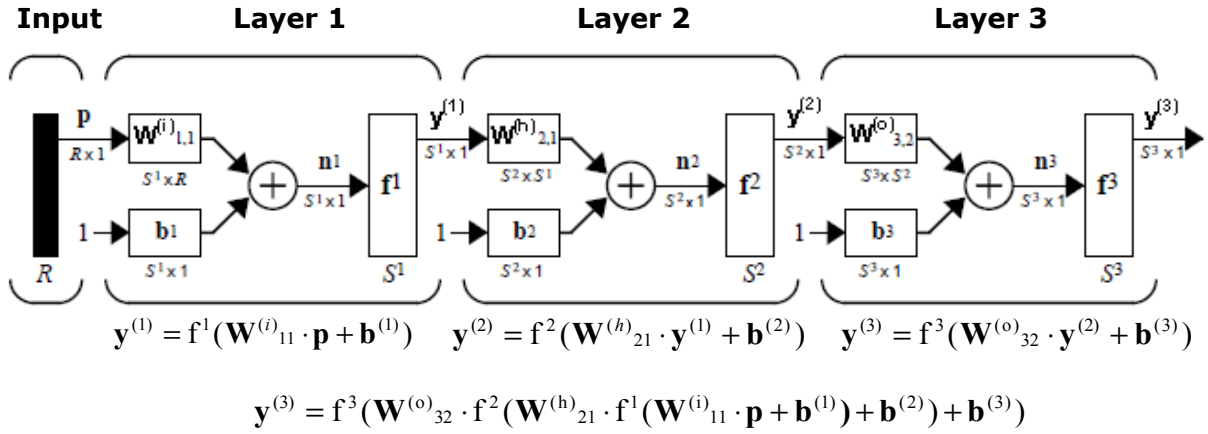 Input Layer 1 Layer 2 Layer 3
p y⁽¹⁾ y⁽²⁾ y⁽³⁾
W⁽ⁱ⁾1,1 W⁽ʰ⁾2,1 W⁽ᵒ⁾3,2
R x 1 S¹ x 1 S² x 1 S³ x 1
S¹ x R n¹ S² x S¹ n² S³ x S² n³
+ f¹ + f² + f³
S¹ x 1 S² x 1 S³ x 1
1 b1 1 b2 1 b3
R S¹ x 1 S¹ S² x 1 S² S³ x 1 S³
y⁽¹⁾ = f¹(W⁽ⁱ⁾₁₁ · p + b⁽¹⁾) y⁽²⁾ = f²(W⁽ʰ⁾₂₁ · y⁽¹⁾ + b⁽²⁾) y⁽³⁾ = f³(W⁽ᵒ⁾₃₂ · y⁽²⁾ + b⁽³⁾)
y⁽³⁾ = f³(W⁽ᵒ⁾₃₂ · f²(W⁽ʰ⁾₂₁ · f¹(W⁽ⁱ⁾₁₁ · p + b⁽¹⁾) + b⁽²⁾) + b⁽³⁾)